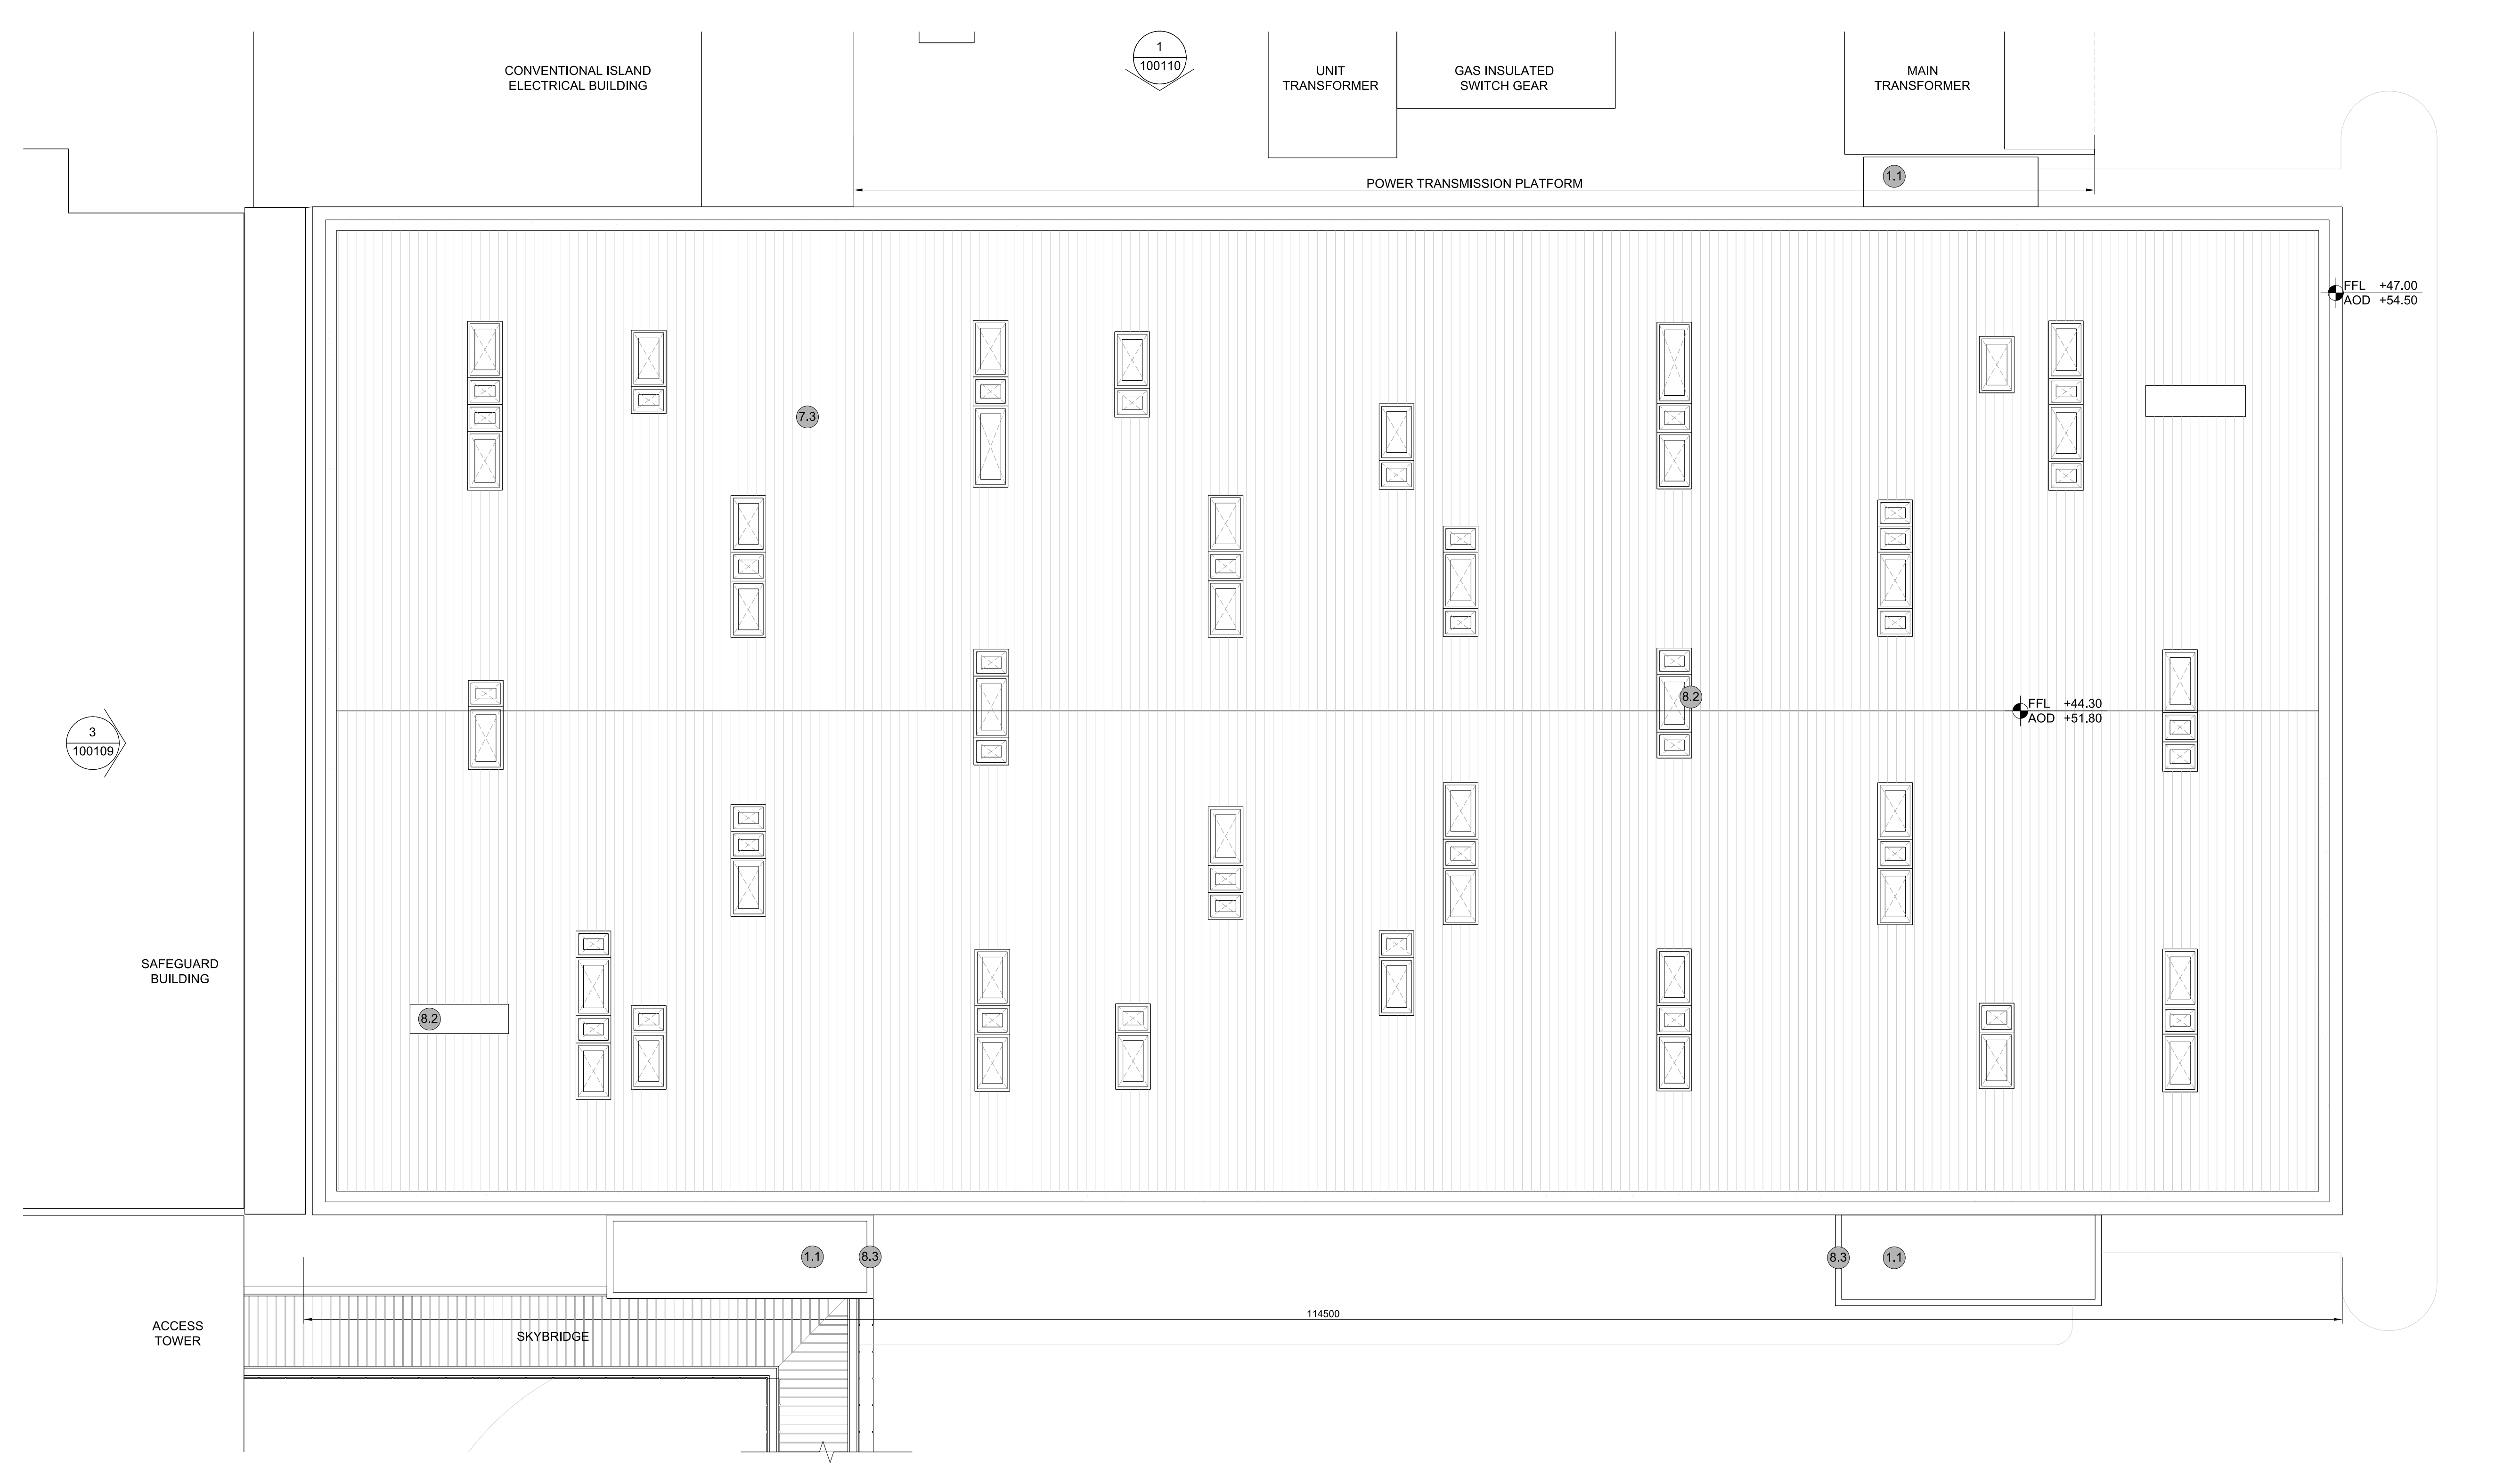 CONVENTIONAL ISLAND
ELECTRICAL BUILDING
1
100110
UNIT
TRANSFORMER
GAS INSULATED
SWITCH GEAR
MAIN
TRANSFORMER
1.1
POWER TRANSMISSION PLATFORM
FFL +47.00
AOD +54.50
7.3
8.2
FFL +44.30
AOD +51.80
3
100109
SAFEGUARD
BUILDING
8.2
1.1
8.3
8.3
1.1
114500
ACCESS
TOWER
SKYBRIDGE